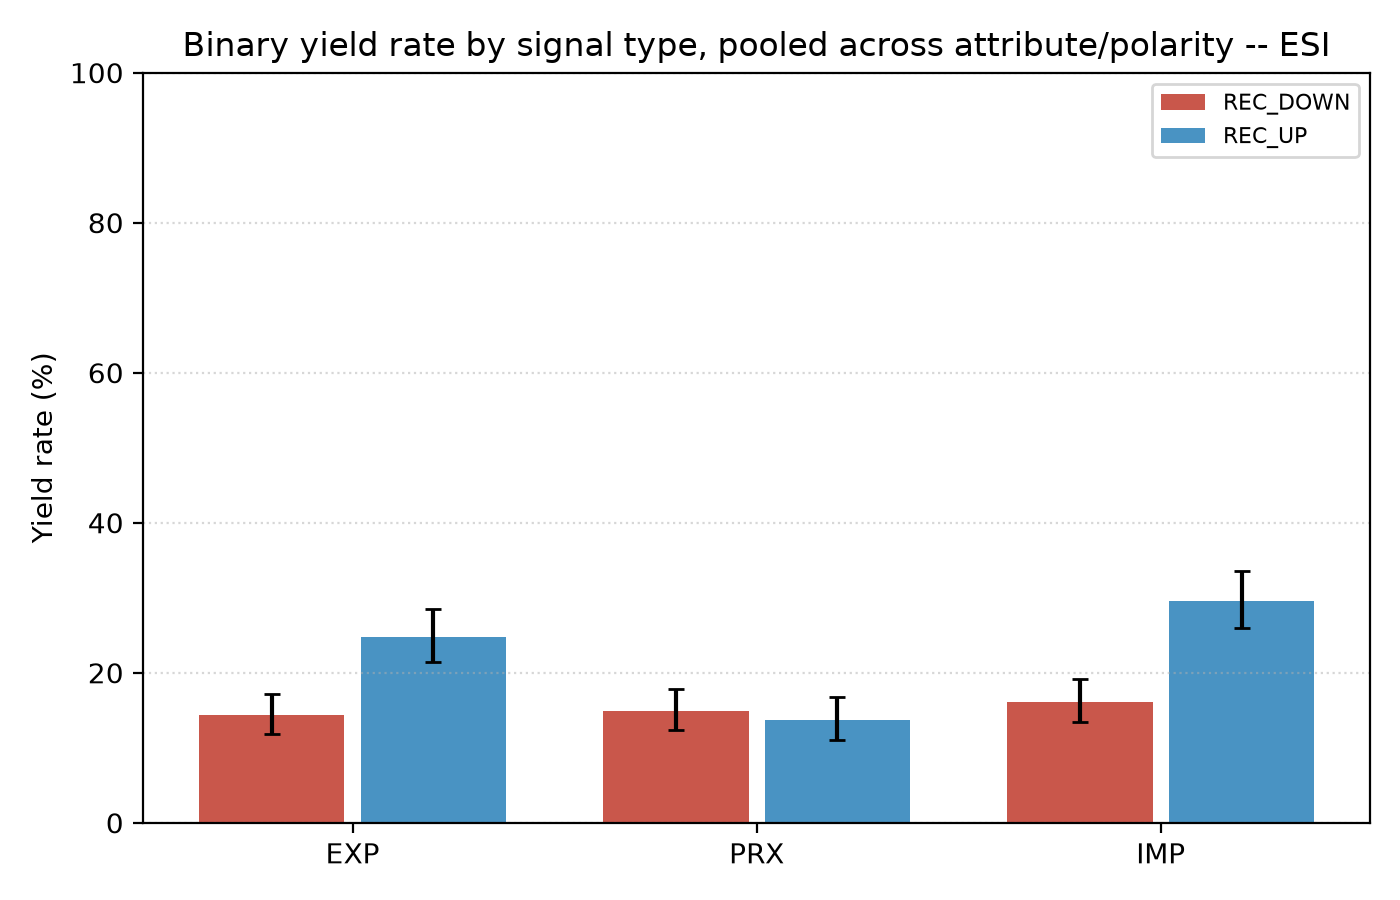 Binary yield rate by signal type, pooled across attribute/polarity -- ESI
100
80
60
40
20
0
Yield rate (%)
REC_DOWN
REC_UP
EXP
PRX
IMP